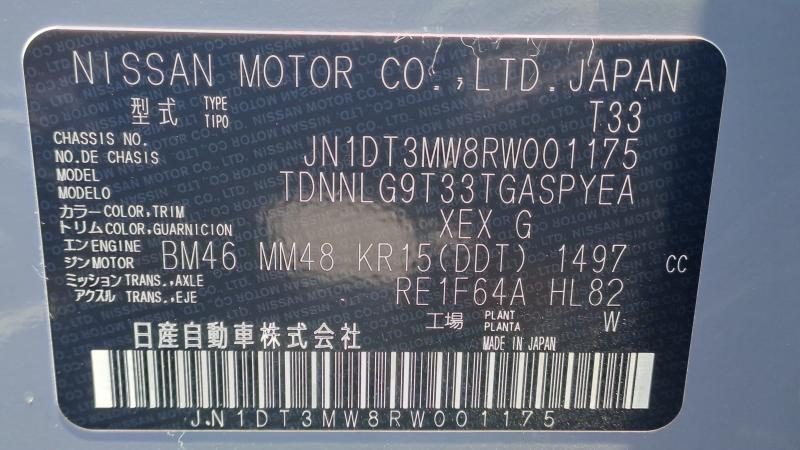 NISSAN MOTOR CO.,LTD.JAPAN
型式 TYPE TIPO T33
CHASSIS NO.
NO.DE CHASIS JN1DT3MW8RW001175
MODEL
MODELO TDNNLG9T33TGASPYEA
カラー COLOR,TRIM
トリム COLOR,GUARNICION XEX G
エンジン ENGINE MOTOR BM46 MM48 KR15(DDT) 1497 cc
ミッション TRANS.,AXLE
アクスル TRANS.,EJE RE1F64A HL82
工場 PLANT PLANTA W
日産自動車株式会社 MADE IN JAPAN
JN1DT3MW8RW001175